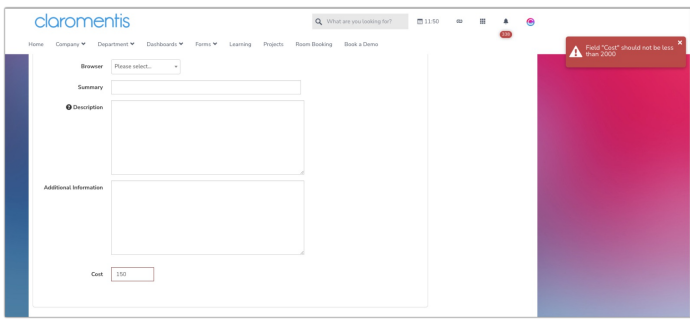 claromentis
What are you looking for?
11:50
Home Company Department Dashboards Forms Learning Projects Room Booking Book a Demo
Field "Cost" should not be less
than 2000
Browser Please select...
Summary
Description
Additional Information
Cost 150